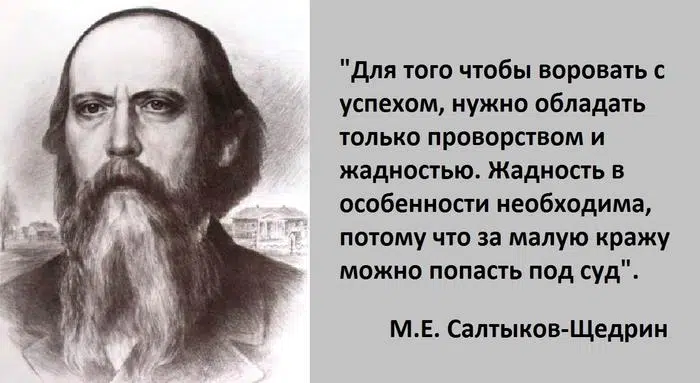 "Для того чтобы воровать с
успехом, нужно обладать
только проворством и
жадностью. Жадность в
особенности необходима,
потому что за малую кражу
можно попасть под суд".
М.Е. Салтыков-Щедрин